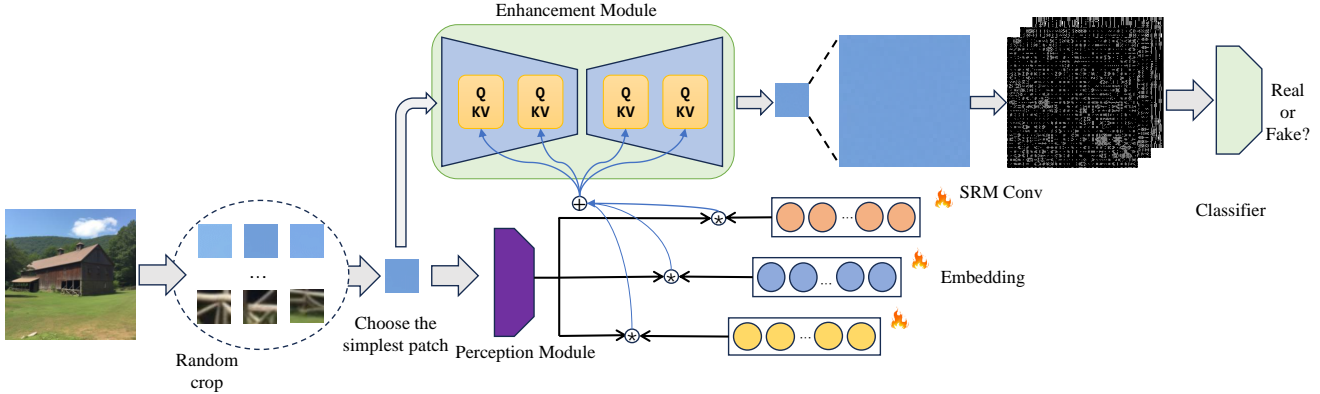 Enhancement Module
Q Q Q Q
KV KV KV KV
Real
or
Fake?
SRM Conv
Classifier
...
...
Embedding
...
...
Choose the
simplest patch
Perception Module
Random
crop